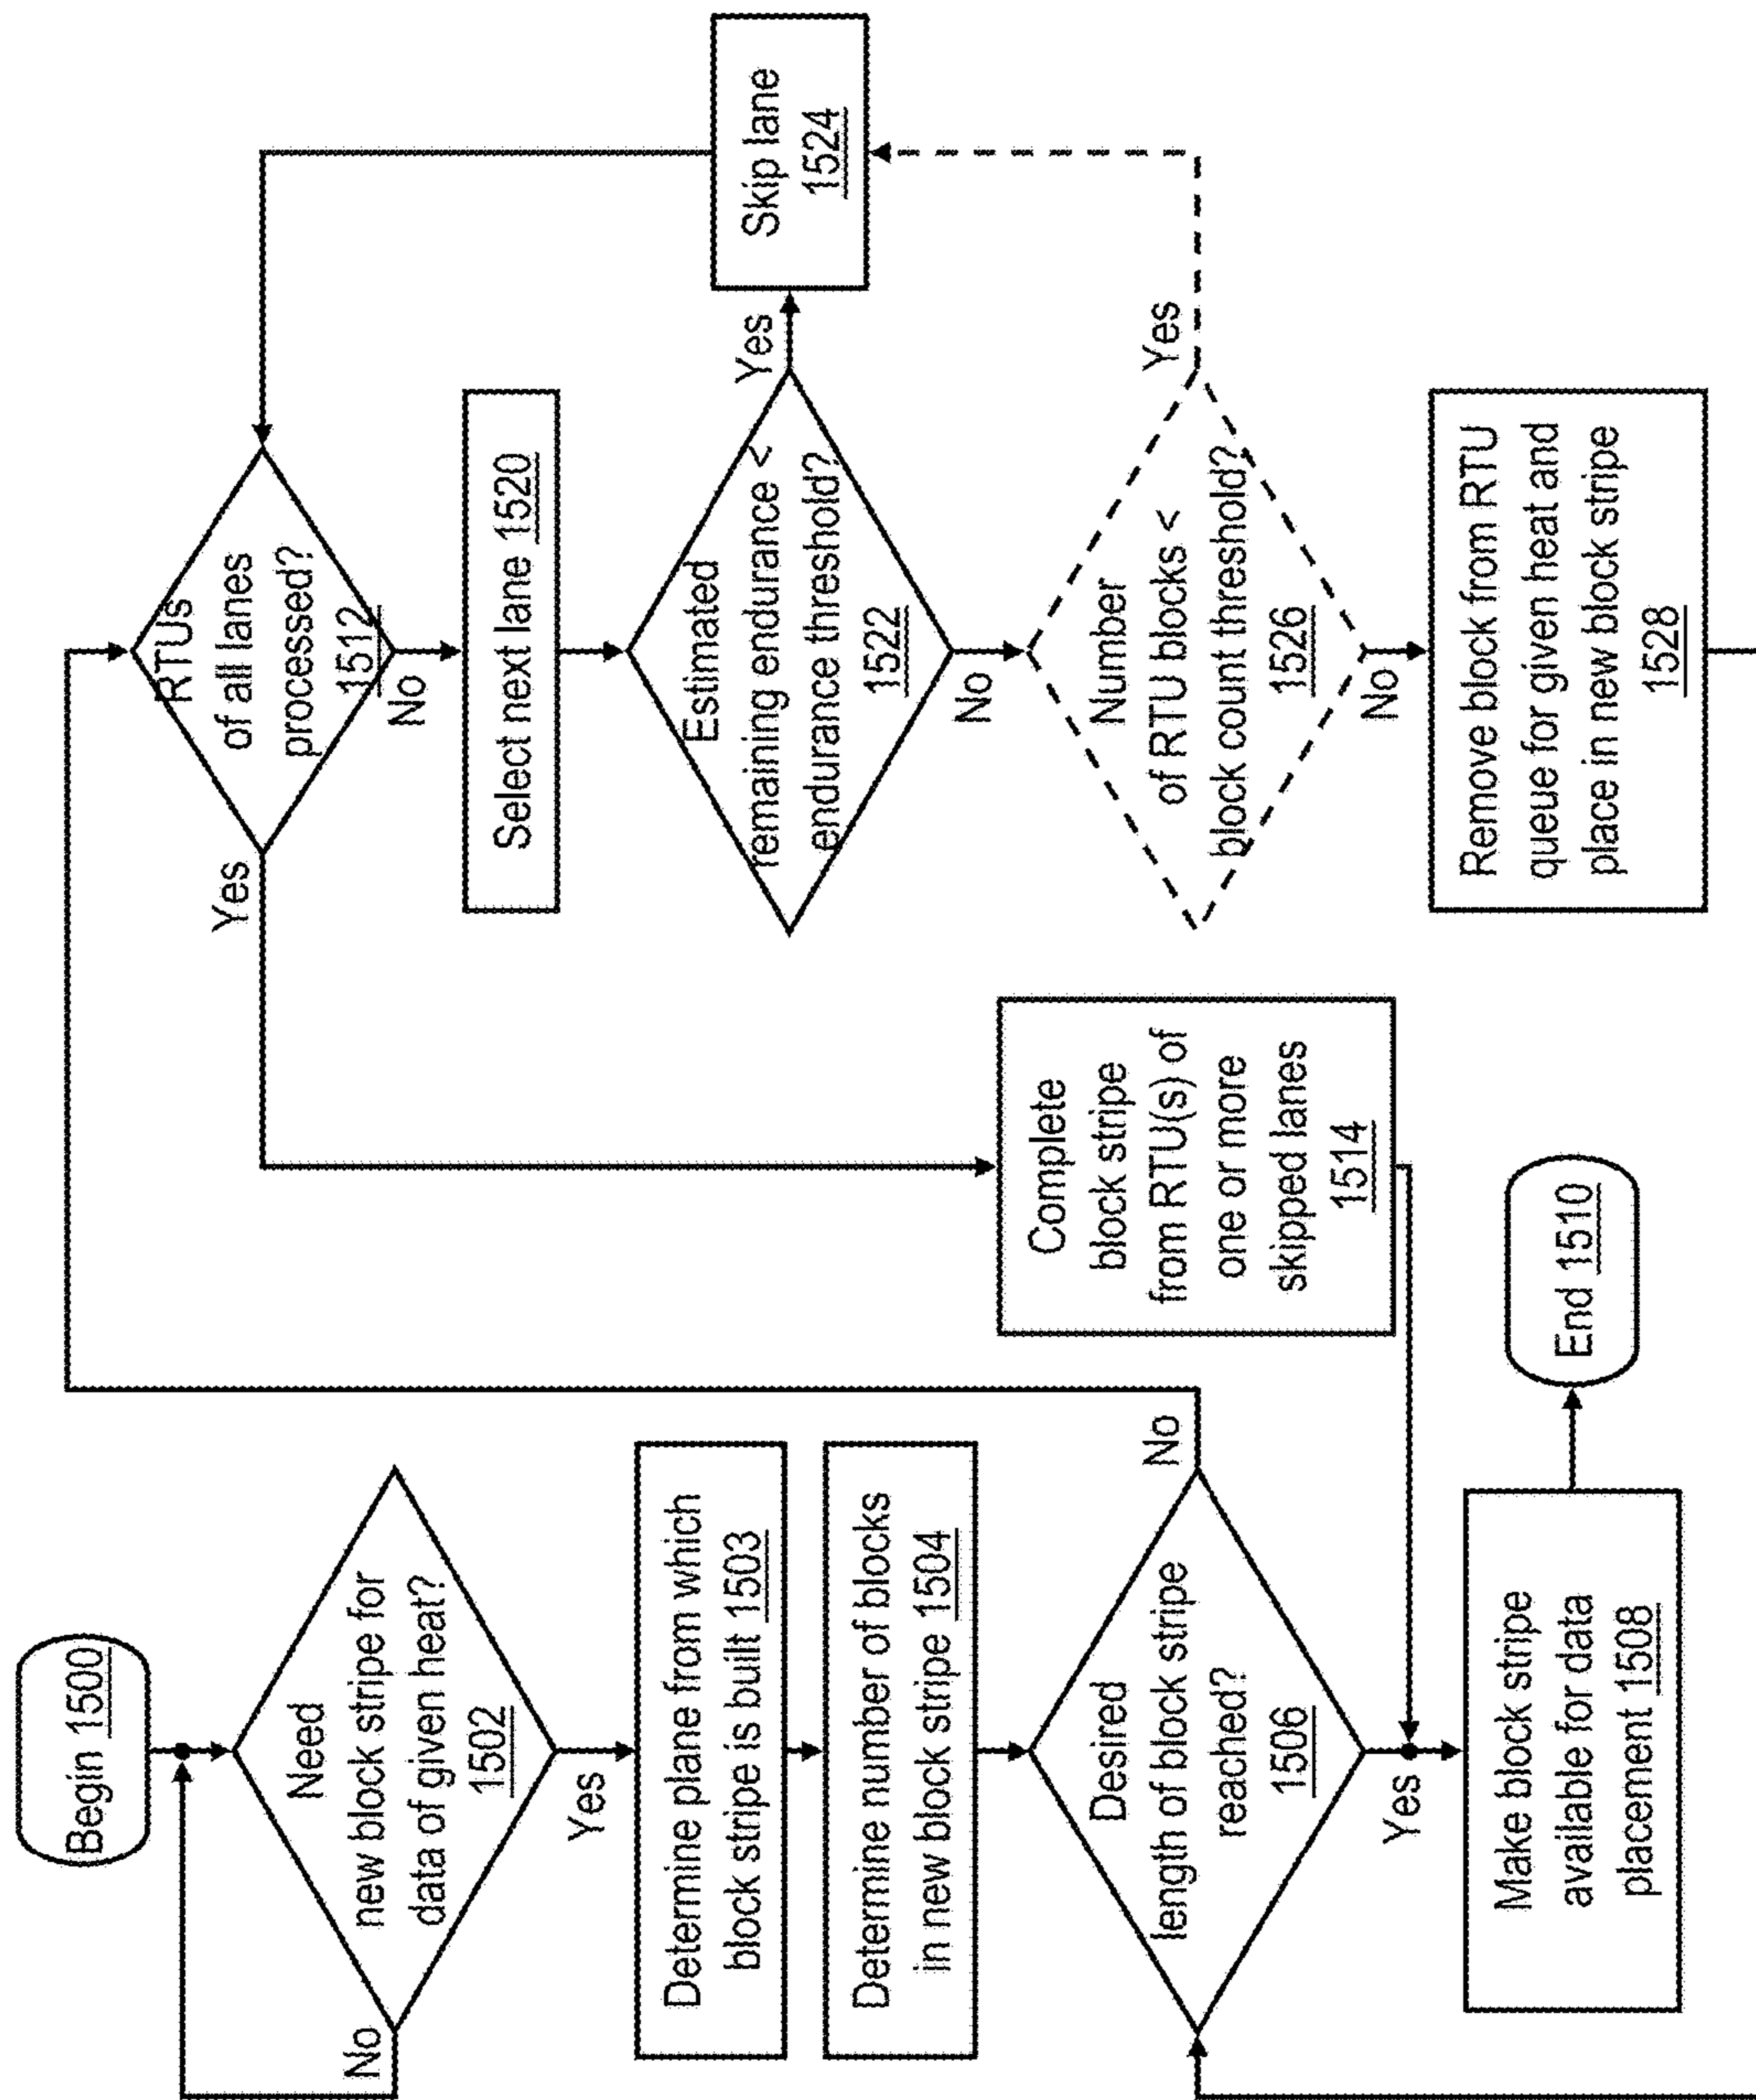 Begin 1500
Need
new block stripe for
data of given heat?
1502
No
Yes
Determine plane from which
block stripe is built 1503
Determine number of blocks
in new block stripe 1504
Desired
length of block stripe
reached?
1506
No
Yes
Make block stripe
available for data
placement 1508
End 1510
Complete
block stripe
from RTU(s) of
one or more
skipped lanes
1514
RTUs
of all lanes
processed?
1512
Yes
No
Select next lane 1520
Estimated
remaining endurance <
endurance threshold?
1522
Yes
No
Skip lane
1524
Number
of RTU blocks <
block count threshold?
1526
Yes
No
Remove block from RTU
queue for given heat and
place in new block stripe
1528